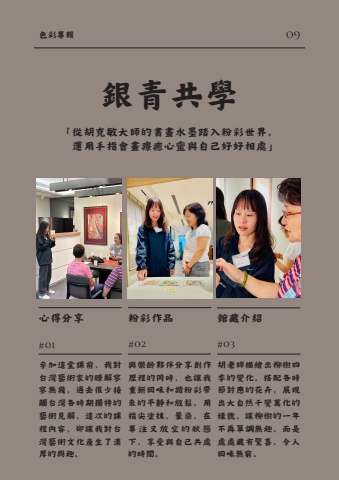 色彩專輯
09
銀青共學
「從胡克敏大師的書畫水墨踏入粉彩世界，
運用手指會畫療癒心靈與自己好好相處」
心得分享
粉彩作品
館藏介紹
#01
#02
#03
參加這堂課前，我對
台灣藝術家的瞭解寥
寥無幾，過去很少接
觸台灣各時期獨特的
藝術見解，這次的課
程內容，卻讓我對台
灣藝術文化產生了濃
厚的興趣。
與樂齡夥伴分享創作
歷程的同時，也讓我
重新回味和諧粉彩帶
來的平靜和放鬆，用
指尖塗抹、暈染，在
專注又放空的狀態
下，享受與自己共處
的時間。
胡老師描繪出柳樹四
季的變化，搭配各時
節對應的花卉，展現
出大自然千變萬化的
樣貌，讓柳樹的一年
不再單調無趣，而是
處處藏有驚喜，令人
回味無窮。